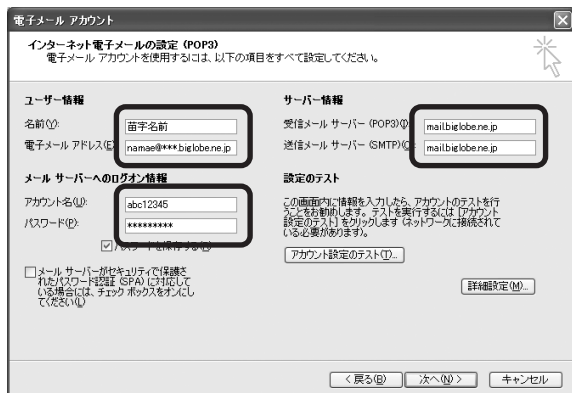 電子メール アカウント
インターネット電子メールの設定 (POP3)
電子メール アカウントを使用するには、以下の項目をすべて設定してください。
ユーザー情報
名前(Y):
苗字名前
電子メール アドレス(E)
namae@***.biglobe.ne.jp
メール サーバーへのログオン情報
アカウント名(U):
abc12345
パスワード(P):
*********
パスワードを保存する(R)
メール サーバーがセキュリティで保護さ
れたパスワード認証 (SPA) に対応して
いる場合には、チェック ボックスをオンにし
てください(L)
サーバー情報
受信メール サーバー (POP3)(I):
mail.biglobe.ne.jp
送信メール サーバー (SMTP)(O):
mail.biglobe.ne.jp
設定のテスト
この画面内に情報を入力したら、アカウントのテストを行
うことをお勧めします。テストを実行するには [アカウント
設定のテスト] をクリックします (ネットワークに接続されて
いる必要があります)。
アカウント設定のテスト(T)...
詳細設定(M)...
< 戻る(B)
次へ(N) >
キャンセル